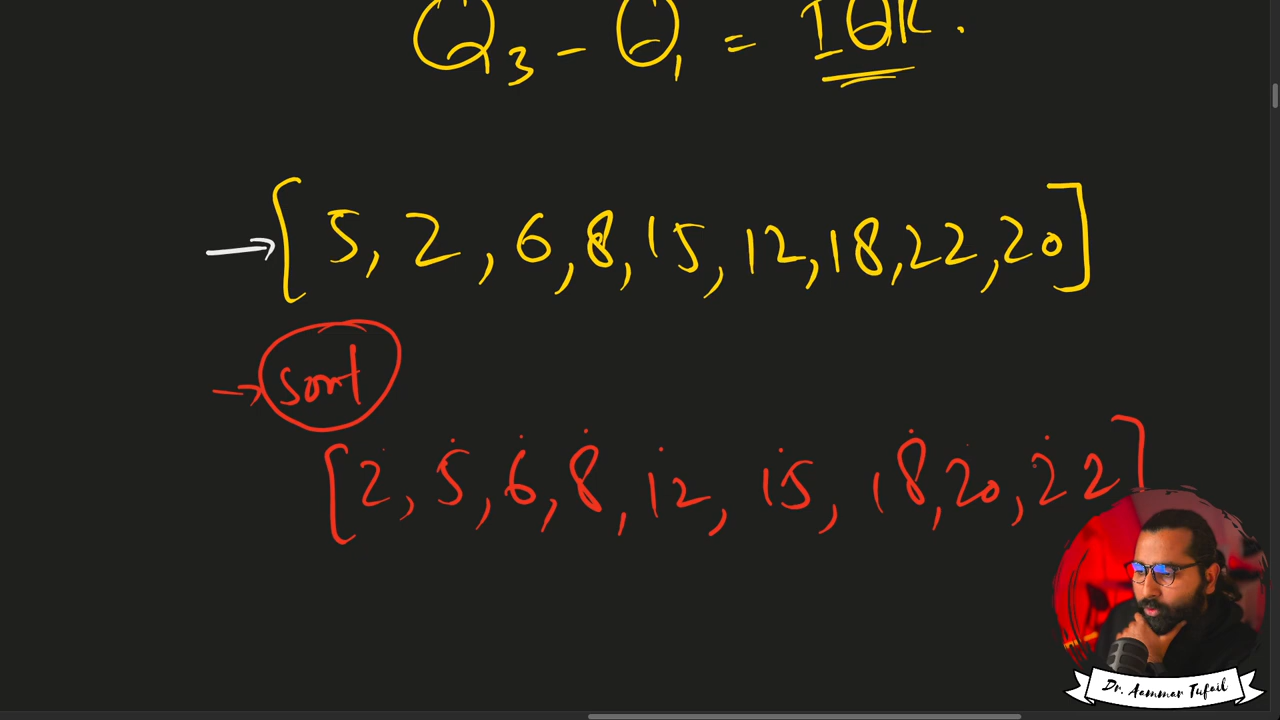 Q3 - Q1 = IQR.
→[5, 2, 6, 8, 15, 12, 18, 22, 20]
→ sort
[2, 5, 6, 8, 12, 15, 18, 20, 22]
Dr. Aammar Tufail